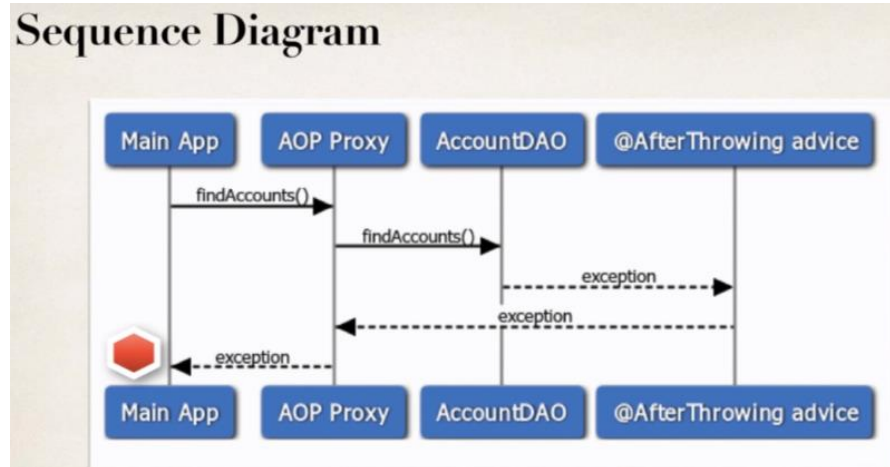 Sequence Diagram
Main App AOP Proxy AccountDAO @AfterThrowing advice
findAccounts()
findAccounts()
exception
exception
exception
Main App AOP Proxy AccountDAO @AfterThrowing advice